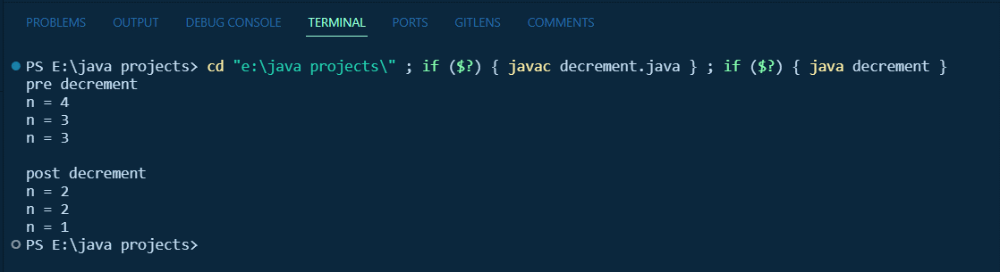 PROBLEMS OUTPUT DEBUG CONSOLE TERMINAL PORTS GITLENS COMMENTS
PS E:\java projects> cd "e:\java projects\" ; if ($?) { javac decrement.java } ; if ($?) { java decrement }
pre decrement
n = 4
n = 3
n = 3
post decrement
n = 2
n = 2
n = 1
PS E:\java projects>